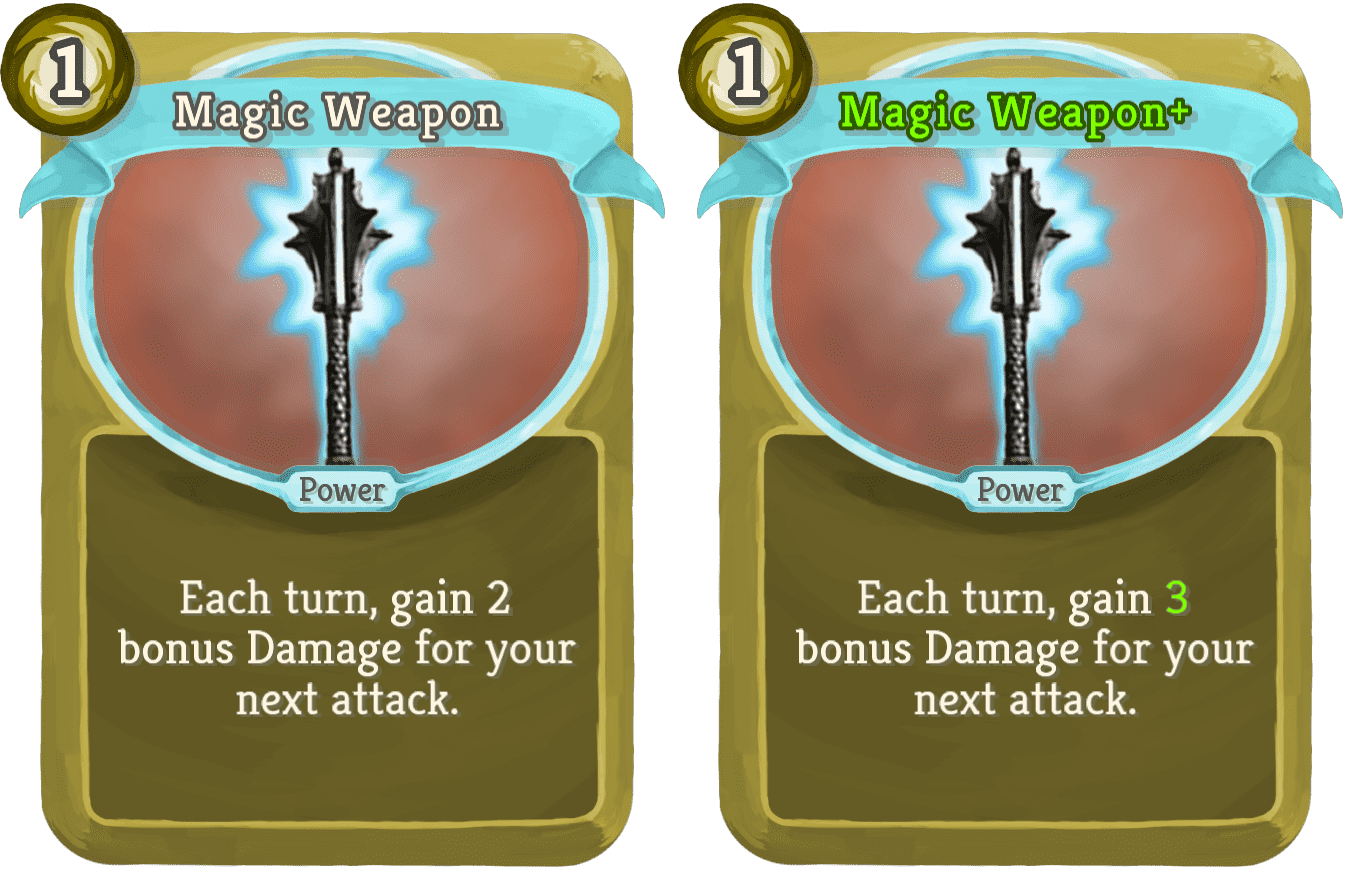 1
Magic Weapon
Power
Each turn, gain 2
bonus Damage for your
next attack.
1
Magic Weapon+
Power
Each turn, gain 3
bonus Damage for your
next attack.